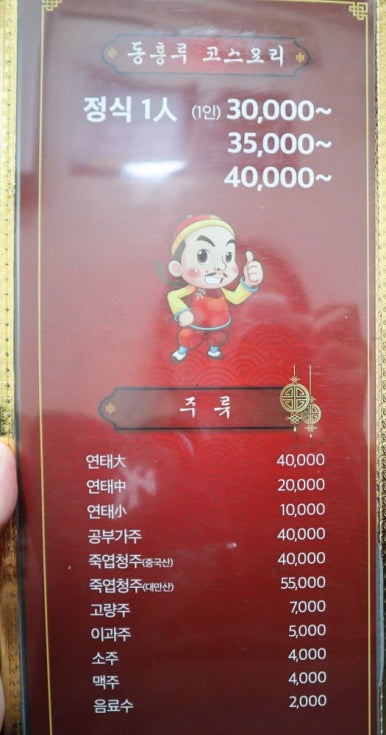 동흥루 코스요리
정식 1人 (1인) 30,000~
35,000~
40,000~
주 류
연태大 40,000
연태中 20,000
연태小 10,000
공부가주 40,000
죽엽청주(중국산) 40,000
죽엽청주(대만산) 55,000
고량주 7,000
이과주 5,000
소주 4,000
맥주 4,000
음료수 2,000